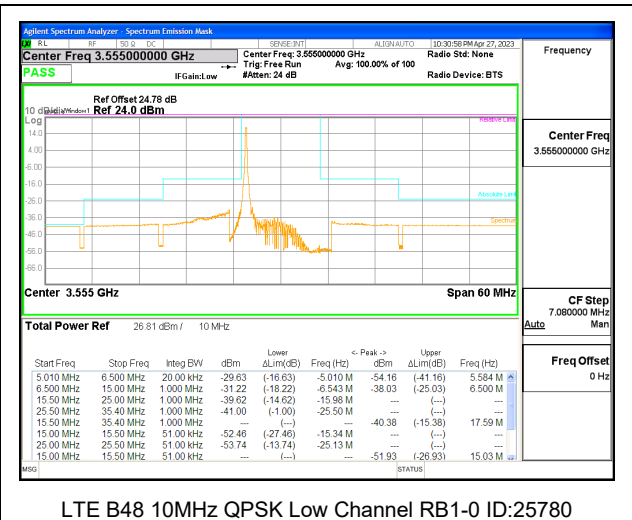 Agilent Spectrum Analyzer - Spectrum Emission Mask
RL RF 50 Ω DC SENSE:INT ALIGN AUTO 10:30:58 PM Apr 27, 2023
Center Freq 3.555000000 GHz Center Freq: 3.555000000 GHz Radio Std: None Frequency
Trig: Free Run Avg: 100.00% of 100
PASS IFGain:Low #Atten: 24 dB Radio Device: BTS
Ref Offset 24.78 dB
10 dB/div Ref 24.0 dBm
Log Relative Limit
14.0
4.00
-6.00
-16.0
Absolute Limit
-26.0
-36.0
Spectrum
-46.0
-56.0
-66.0
Center Freq
3.555000000 GHz
Center 3.555 GHz Span 60 MHz
CF Step
7.080000 MHz
Auto Man
Total Power Ref 26.81 dBm / 10 MHz
Lower <- Peak -> Upper
Start Freq Stop Freq Integ BW dBm ΔLim(dB) Freq (Hz) dBm ΔLim(dB) Freq (Hz)
5.010 MHz 6.500 MHz 20.00 kHz -29.63 (-16.63) -5.010 M -54.16 (-41.16) 5.584 M
6.500 MHz 15.00 MHz 1.000 MHz -31.22 (-18.22) -6.543 M -38.03 (-25.03) 6.500 M
15.50 MHz 25.00 MHz 1.000 MHz -39.62 (-14.62) -15.98 M --- (---) ---
25.50 MHz 35.40 MHz 1.000 MHz -41.00 (-1.00) -25.50 M --- (---) ---
15.50 MHz 35.40 MHz 1.000 MHz --- (---) --- -40.38 (-15.38) 17.59 M
15.00 MHz 15.50 MHz 51.00 kHz -52.46 (-27.46) -15.34 M --- (---) ---
25.00 MHz 25.50 MHz 51.00 kHz -53.74 (-13.74) -25.13 M --- (---) ---
15.00 MHz 15.50 MHz 51.00 kHz --- (---) --- -51.93 (-26.93) 15.03 M
Freq Offset
0 Hz
MSG STATUS
LTE B48 10MHz QPSK Low Channel RB1-0 ID:25780